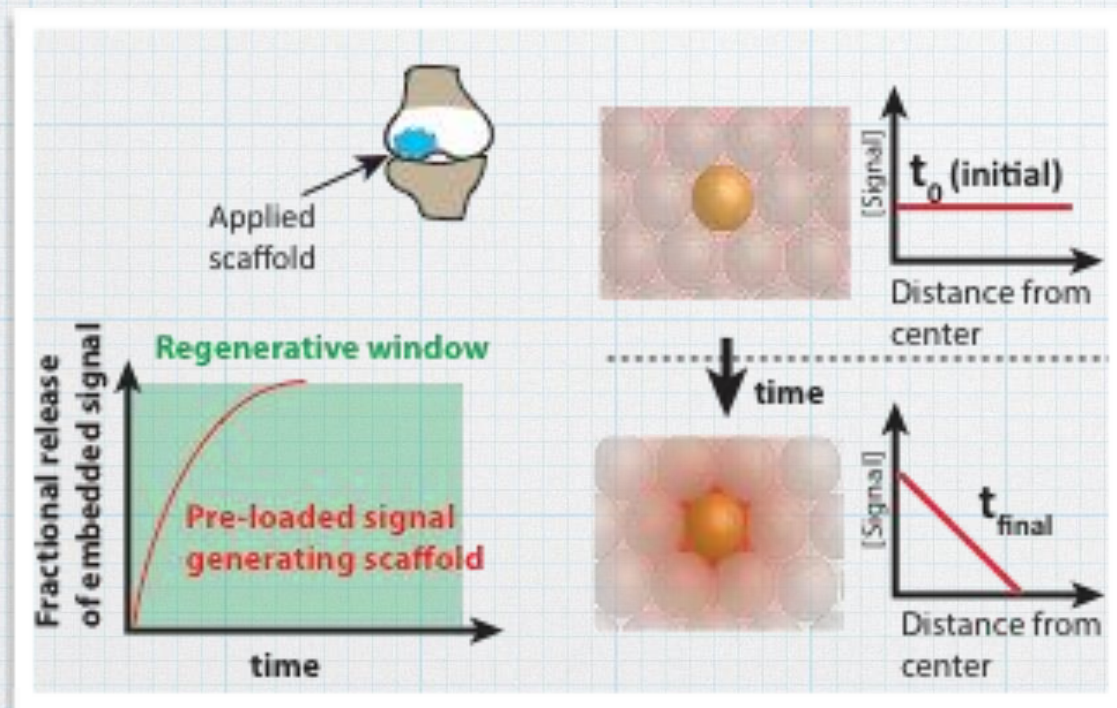 Applied
scaffold
[Signal]
t0 (initial)
Distance from
center
Regenerative window
Fractional release
of embedded signal
Pre-loaded signal
generating scaffold
time
time
[Signal]
tfinal
Distance from
center